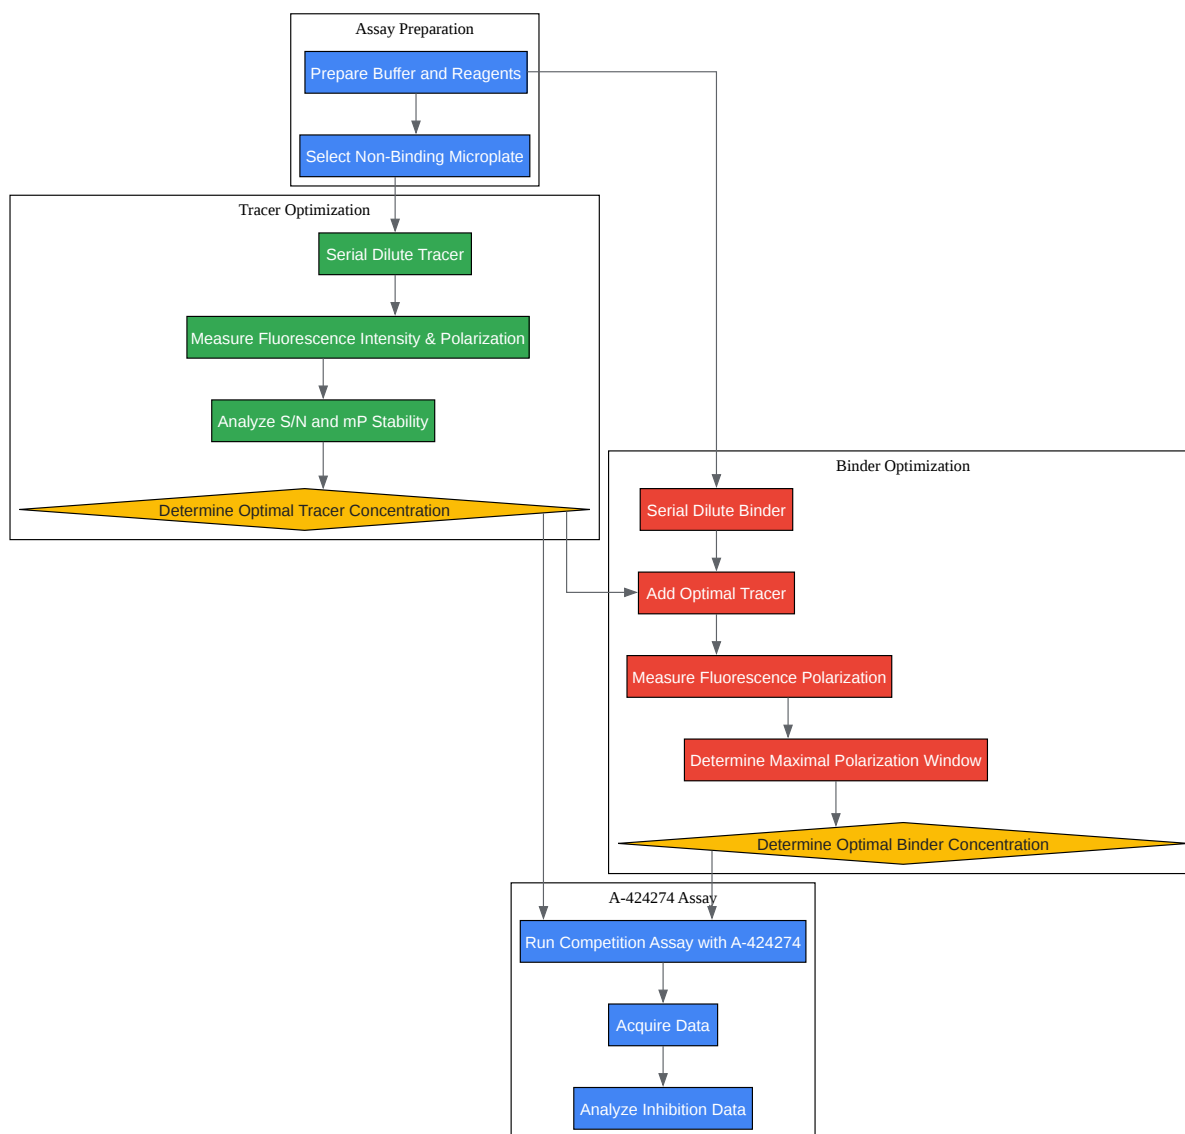 Assay Preparation
Prepare Buffer and Reagents
Select Non-Binding Microplate
Tracer Optimization
Serial Dilute Tracer
Measure Fluorescence Intensity & Polarization
Analyze S/N and mP Stability
Determine Optimal Tracer Concentration
Binder Optimization
Serial Dilute Binder
Add Optimal Tracer
Measure Fluorescence Polarization
Determine Maximal Polarization Window
Determine Optimal Binder Concentration
A-424274 Assay
Run Competition Assay with A-424274
Acquire Data
Analyze Inhibition Data